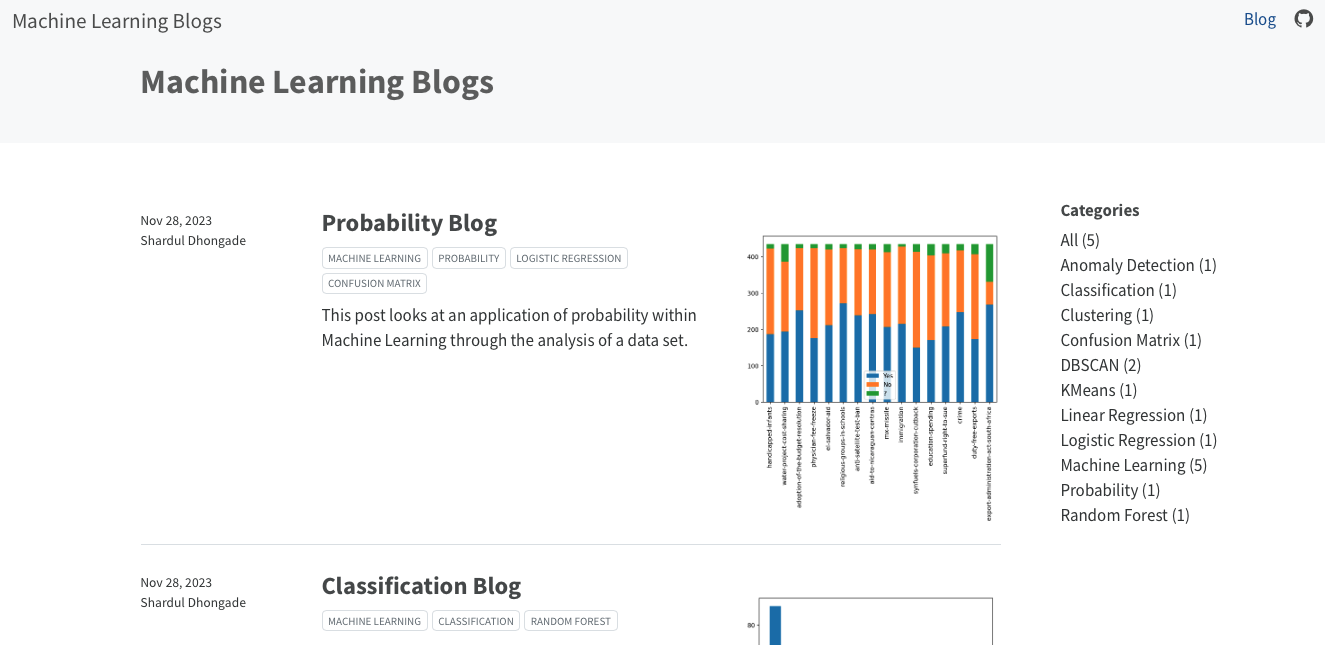 Machine Learning Blogs
Blog
Machine Learning Blogs
Nov 28, 2023
Shardul Dhongade
Probability Blog
MACHINE LEARNING PROBABILITY LOGISTIC REGRESSION
CONFUSION MATRIX
This post looks at an application of probability within
Machine Learning through the analysis of a data set.
400
300
200
100
0
Yes
No
?
handicapped-infants
water-project-cost-sharing
adoption-of-the-budget-resolution
physician-fee-freeze
el-salvador-aid
religious-groups-in-schools
anti-satellite-test-ban
aid-to-nicaraguan-contras
mx-missile
immigration
synfuels-corporation-cutback
education-spending
superfund-right-to-sue
crime
duty-free-exports
export-administration-act-south-africa
Categories
All (5)
Anomaly Detection (1)
Classification (1)
Clustering (1)
Confusion Matrix (1)
DBSCAN (2)
KMeans (1)
Linear Regression (1)
Logistic Regression (1)
Machine Learning (5)
Probability (1)
Random Forest (1)
Nov 28, 2023
Shardul Dhongade
Classification Blog
MACHINE LEARNING CLASSIFICATION RANDOM FOREST
80